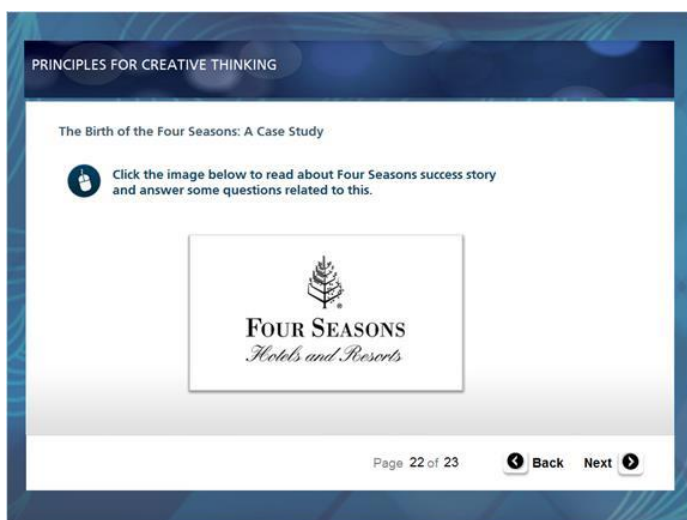 PRINCIPLES FOR CREATIVE THINKING
The Birth of the Four Seasons: A Case Study
Click the image below to read about Four Seasons success story
and answer some questions related to this.
®
FOUR SEASONS
Hotels and Resorts
Page 22 of 23 Back Next